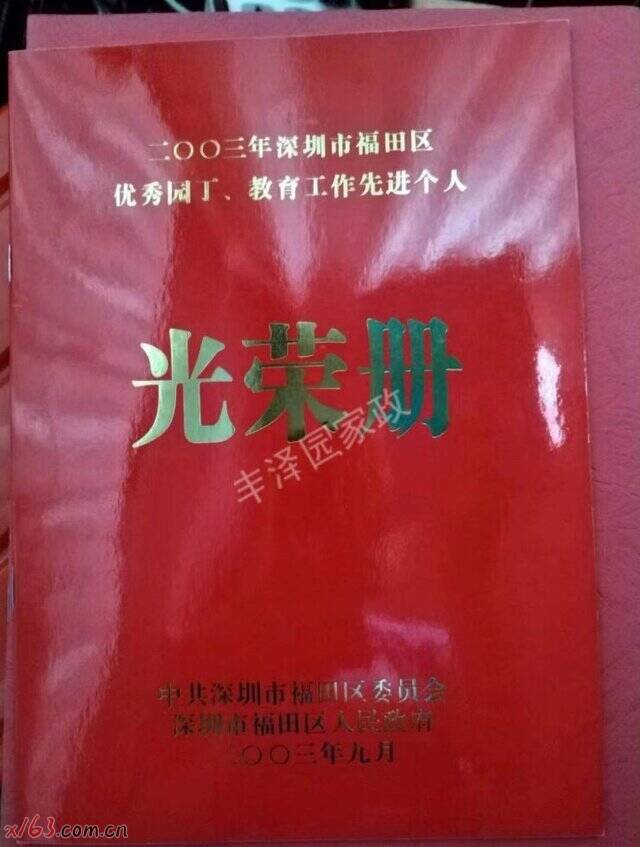 二〇〇三年深圳市福田区
优秀园丁、教育工作先进个人
光荣册
丰泽园家政
中共深圳市福田区委员会
深圳市福田区人民政府
二〇〇三年九月
x/63.com.cn